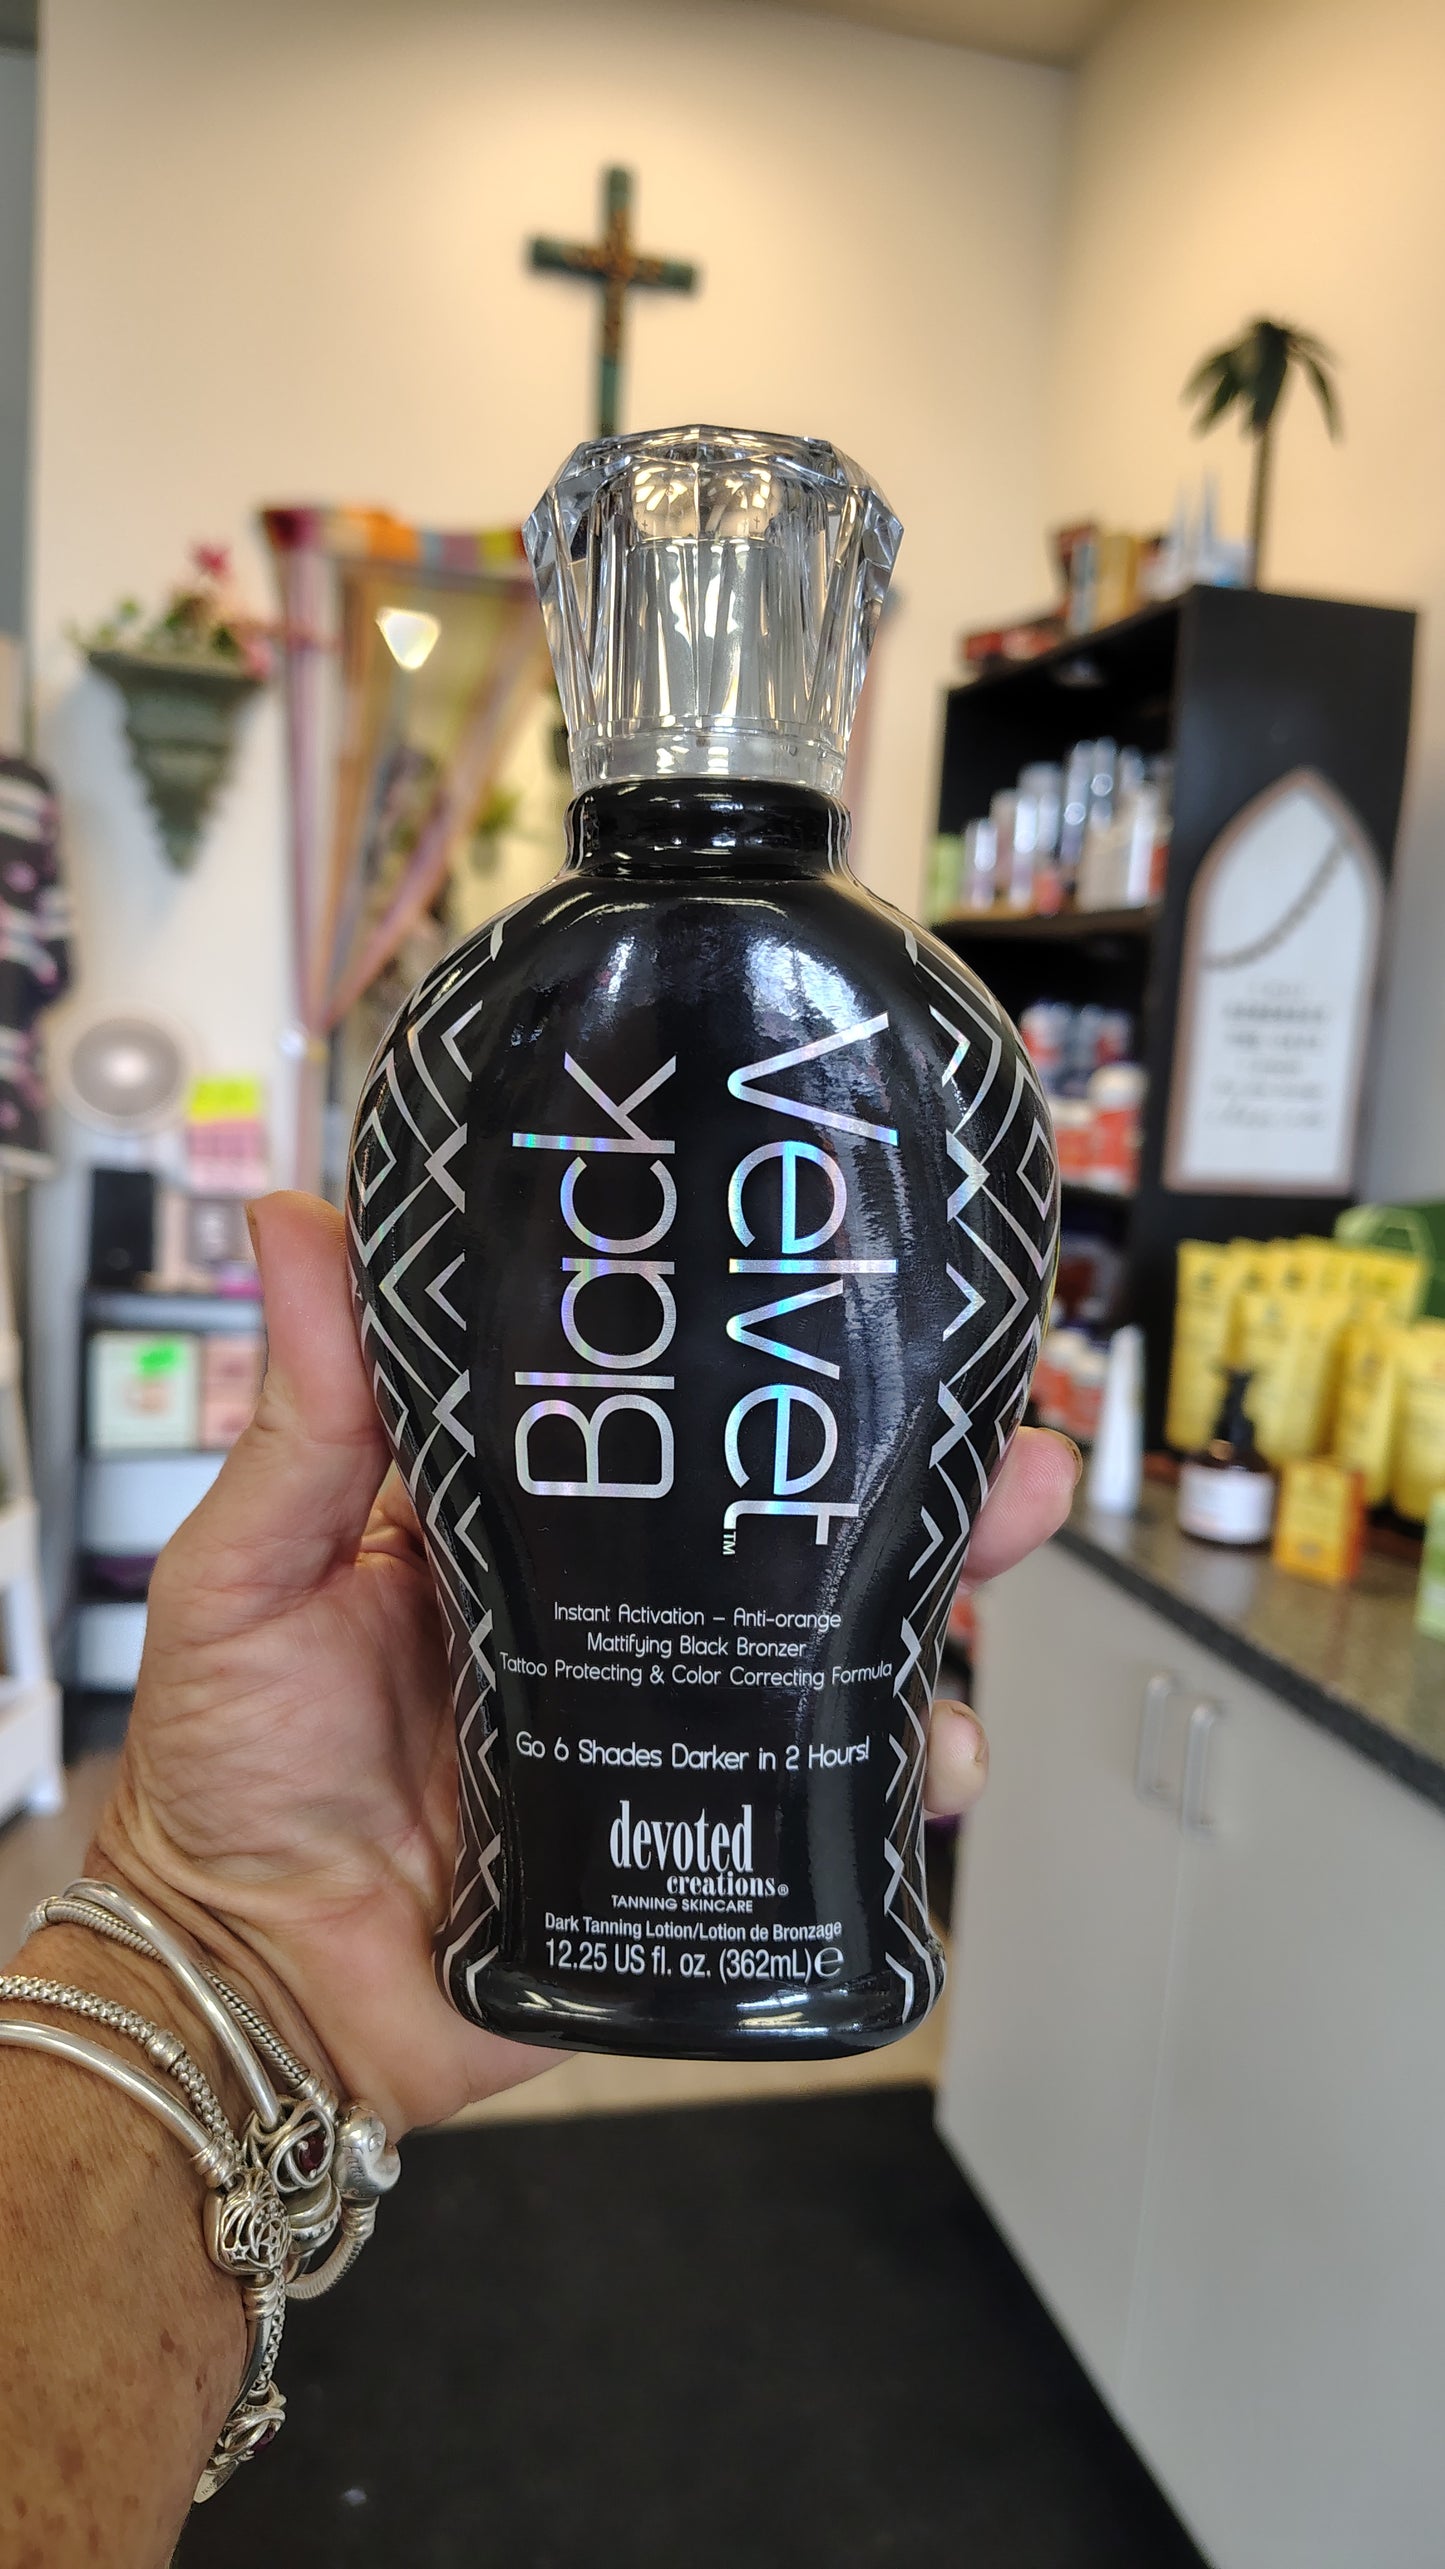 Black
Velvet™
Instant Activation – Anti-orange
Mattifying Black Bronzer
Tattoo Protecting & Color Correcting Formula
Go 6 Shades Darker in 2 Hours!
devoted
creations®
TANNING SKINCARE
Dark Tanning Lotion/Lotion de Bronzage
12.25 US fl. oz. (362mL)℮